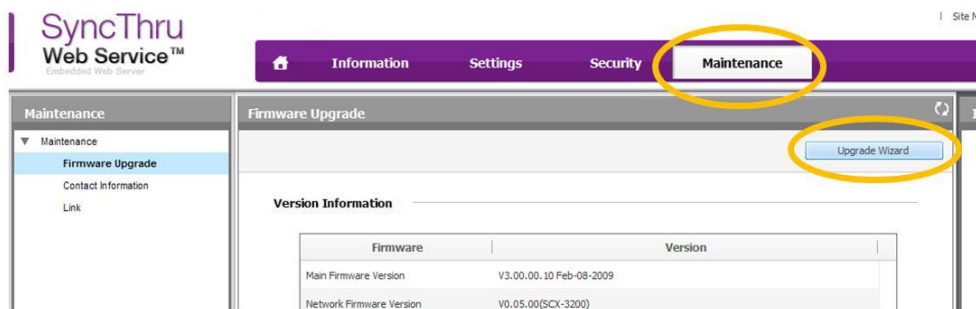 SyncThru
Web Service™
Embedded Web Server
Site
Information Settings Security Maintenance
Maintenance
Maintenance
Firmware Upgrade
Contact Information
Link
Firmware Upgrade
Upgrade Wizard
Version Information
Firmware Version
Main Firmware Version V3.00.00.10 Feb-08-2009
Network Firmware Version V0.05.00(SCX-3200)